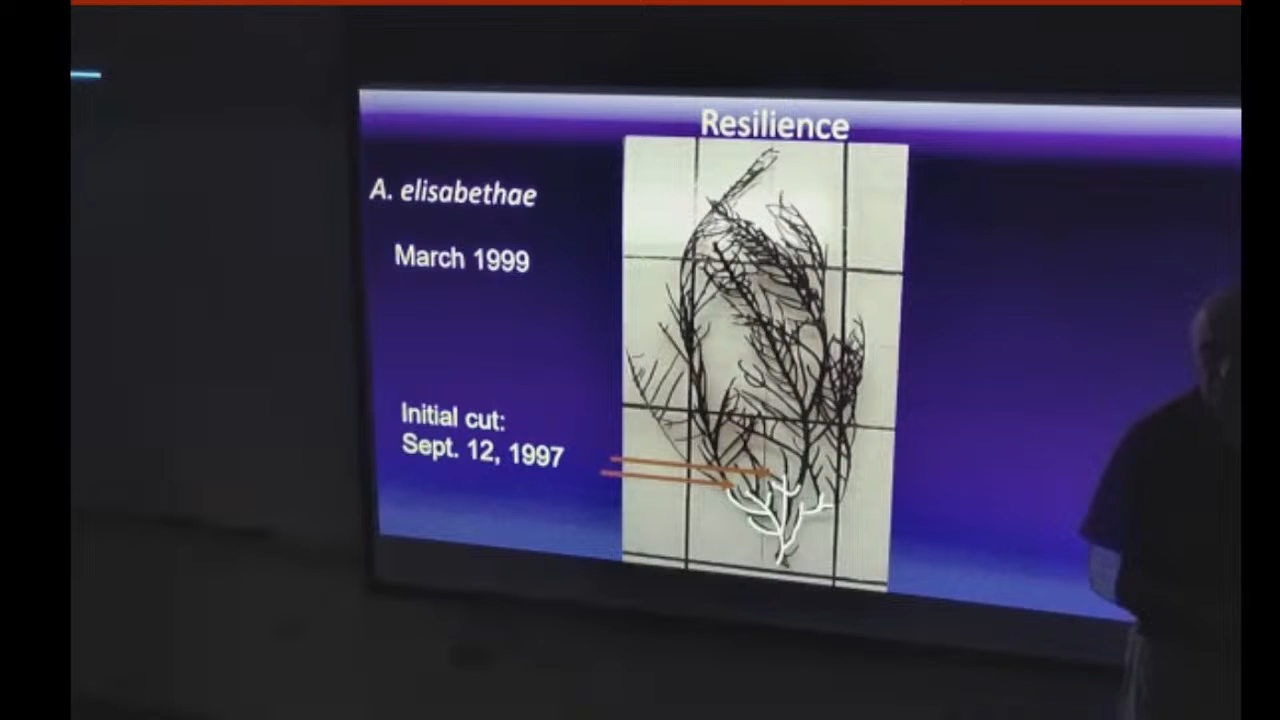 Resilience
A. elisabethae
March 1999
Initial cut:
Sept. 12, 1997